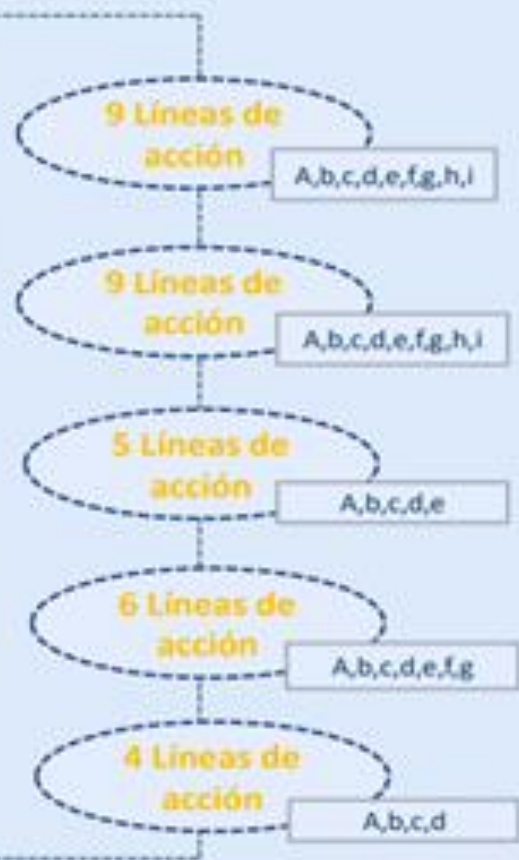 9 Líneas de
acción
A,b,c,d,e,f,g,h,i
9 Líneas de
acción
A,b,c,d,e,f,g,h,i
5 Líneas de
acción
A,b,c,d,e
6 Líneas de
acción
A,b,c,d,e,f,g
4 Líneas de
acción
A,b,c,d